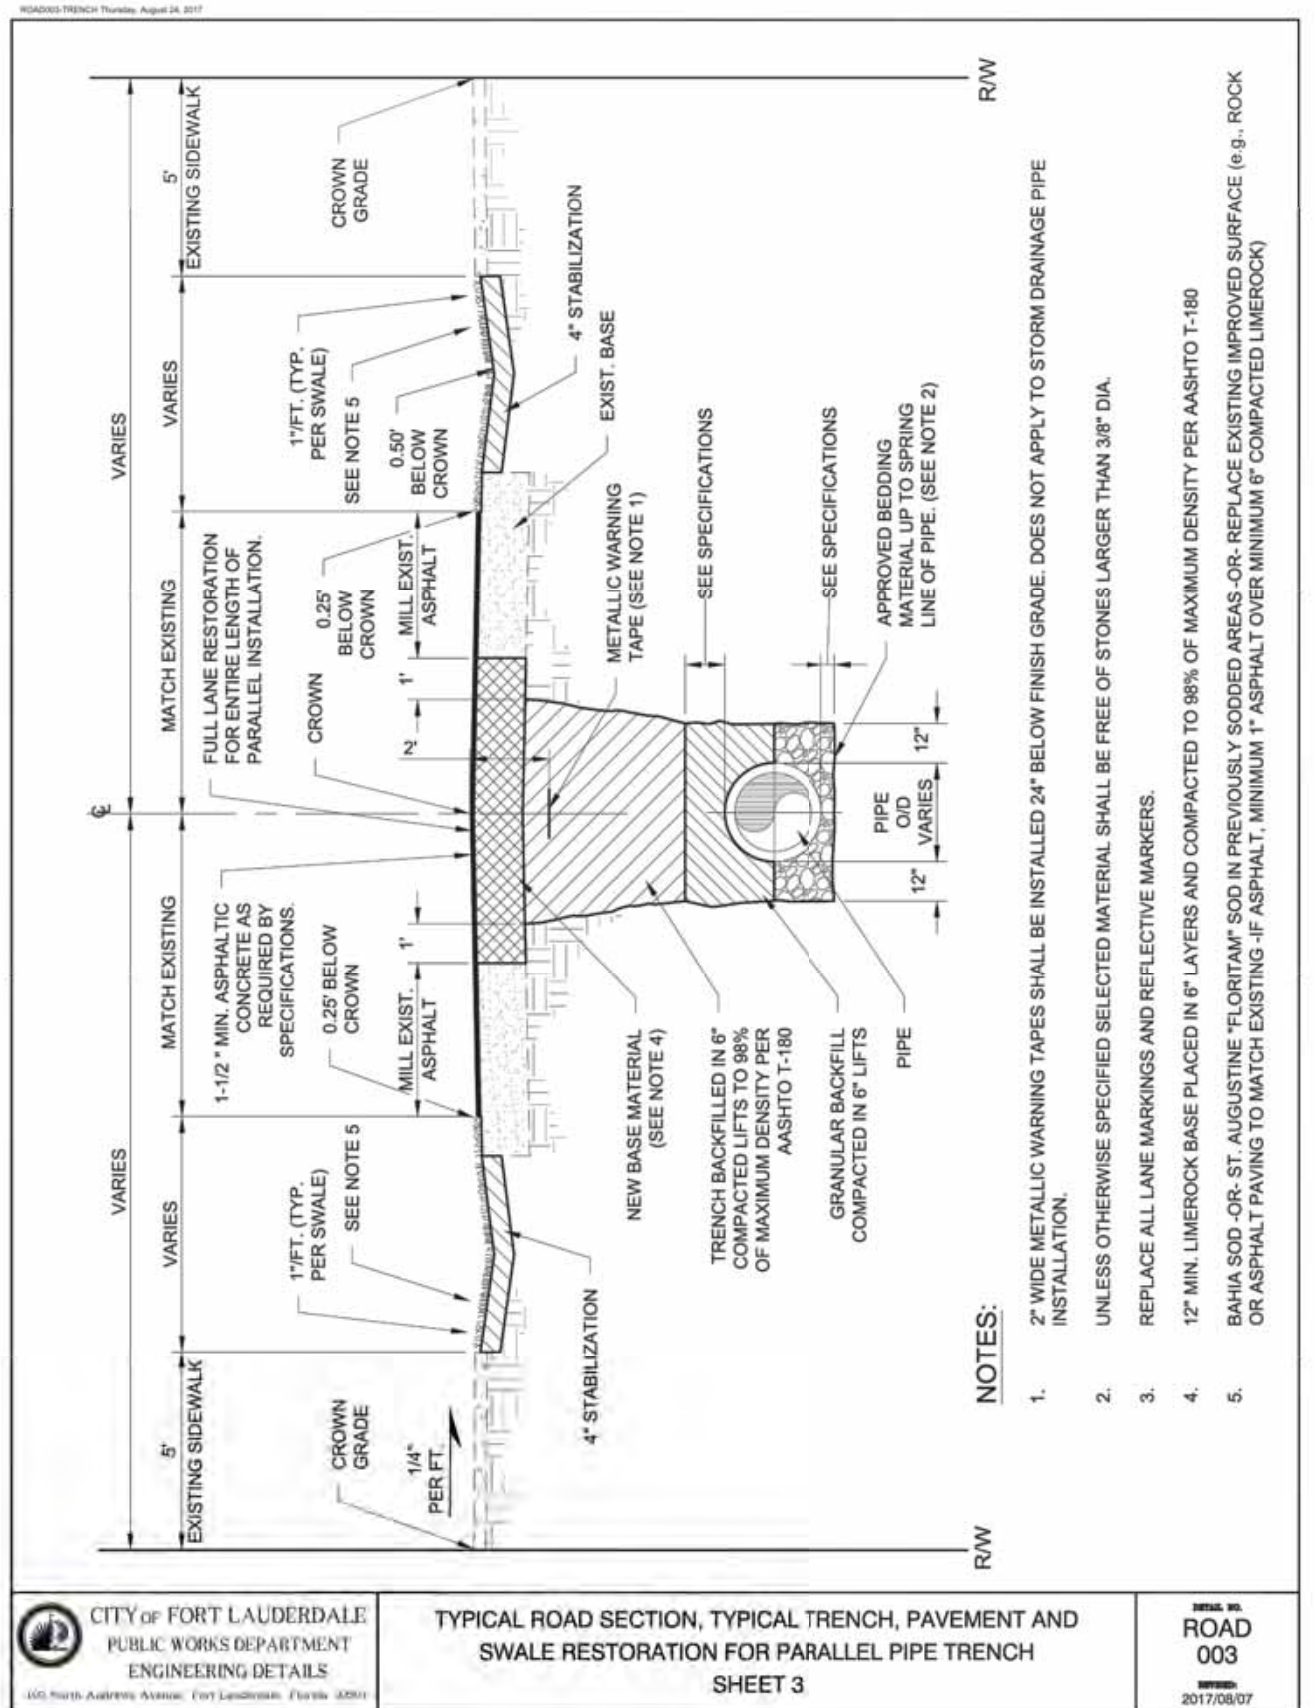 ROAD003-TRENCH Thursday, August 24, 2017
R/W
VARIES
VARIES
5'
EXISTING SIDEWALK
VARIES
MATCH EXISTING
℄
MATCH EXISTING
VARIES
5'
EXISTING SIDEWALK
CROWN
GRADE
1/4"
PER FT.
1"/FT. (TYP.
PER SWALE)
SEE NOTE 5
4" STABILIZATION
1-1/2 " MIN. ASPHALTIC
CONCRETE AS
REQUIRED BY
SPECIFICATIONS.
0.25' BELOW
CROWN
MILL EXIST.
ASPHALT
1'
FULL LANE RESTORATION
FOR ENTIRE LENGTH OF
PARALLEL INSTALLATION.
CROWN
2'
1'
0.25'
BELOW
CROWN
MILL EXIST.
ASPHALT
1"/FT. (TYP.
PER SWALE)
SEE NOTE 5
0.50'
BELOW
CROWN
4" STABILIZATION
EXIST. BASE
CROWN
GRADE
METALLIC WARNING
TAPE (SEE NOTE 1)
SEE SPECIFICATIONS
SEE SPECIFICATIONS
APPROVED BEDDING
MATERIAL UP TO SPRING
LINE OF PIPE. (SEE NOTE 2)
NEW BASE MATERIAL
(SEE NOTE 4)
TRENCH BACKFILLED IN 6"
COMPACTED LIFTS TO 98%
OF MAXIMUM DENSITY PER
AASHTO T-180
GRANULAR BACKFILL
COMPACTED IN 6" LIFTS
PIPE
12"
PIPE
O/D
VARIES
12"
R/W
NOTES:
1. 2" WIDE METALLIC WARNING TAPES SHALL BE INSTALLED 24" BELOW FINISH GRADE. DOES NOT APPLY TO STORM DRAINAGE PIPE
INSTALLATION.
2. UNLESS OTHERWISE SPECIFIED SELECTED MATERIAL SHALL BE FREE OF STONES LARGER THAN 3/8" DIA.
3. REPLACE ALL LANE MARKINGS AND REFLECTIVE MARKERS.
4. 12" MIN. LIMEROCK BASE PLACED IN 6" LAYERS AND COMPACTED TO 98% OF MAXIMUM DENSITY PER AASHTO T-180
5. BAHIA SOD -OR- ST. AUGUSTINE "FLORITAM" SOD IN PREVIOUSLY SODDED AREAS -OR- REPLACE EXISTING IMPROVED SURFACE (e.g., ROCK
OR ASPHALT PAVING TO MATCH EXISTING -IF ASPHALT, MINIMUM 1" ASPHALT OVER MINIMUM 6" COMPACTED LIMEROCK)
CITY OF FORT LAUDERDALE
PUBLIC WORKS DEPARTMENT
ENGINEERING DETAILS
100 North Andrews Avenue, Fort Lauderdale, Florida 33301
TYPICAL ROAD SECTION, TYPICAL TRENCH, PAVEMENT AND
SWALE RESTORATION FOR PARALLEL PIPE TRENCH
SHEET 3
DETAIL NO.
ROAD
003
REVISED:
2017/08/07